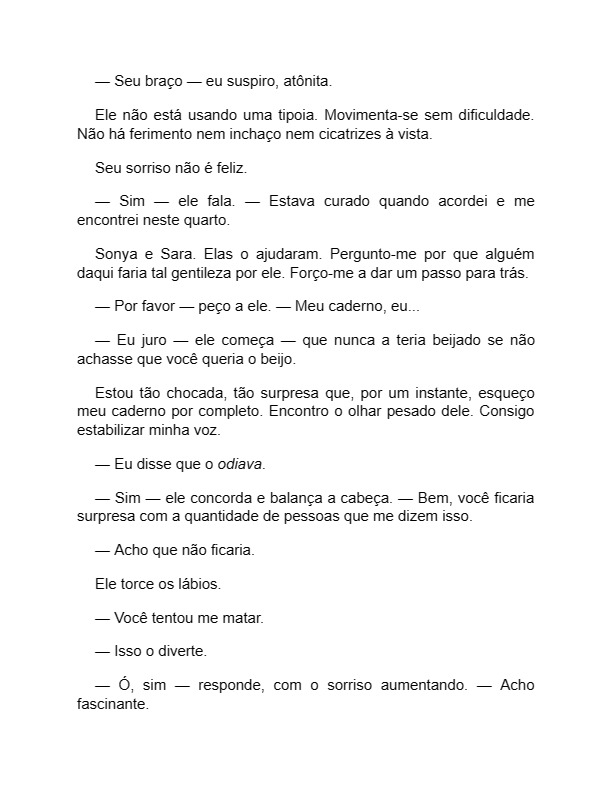 — Seu braço — eu suspiro, atônita.
Ele não está usando uma tipoia. Movimenta-se sem dificuldade.
Não há ferimento nem inchaço nem cicatrizes à vista.
Seu sorriso não é feliz.
— Sim — ele fala. — Estava curado quando acordei e me
encontrei neste quarto.
Sonya e Sara. Elas o ajudaram. Pergunto-me por que alguém
daqui faria tal gentileza por ele. Forço-me a dar um passo para trás.
— Por favor — peço a ele. — Meu caderno, eu...
— Eu juro — ele começa — que nunca a teria beijado se não
achasse que você queria o beijo.
Estou tão chocada, tão surpresa que, por um instante, esqueço
meu caderno por completo. Encontro o olhar pesado dele. Consigo
estabilizar minha voz.
— Eu disse que o odiava.
— Sim — ele concorda e balança a cabeça. — Bem, você ficaria
surpresa com a quantidade de pessoas que me dizem isso.
— Acho que não ficaria.
Ele torce os lábios.
— Você tentou me matar.
— Isso o diverte.
— Ó, sim — responde, com o sorriso aumentando. — Acho
fascinante.